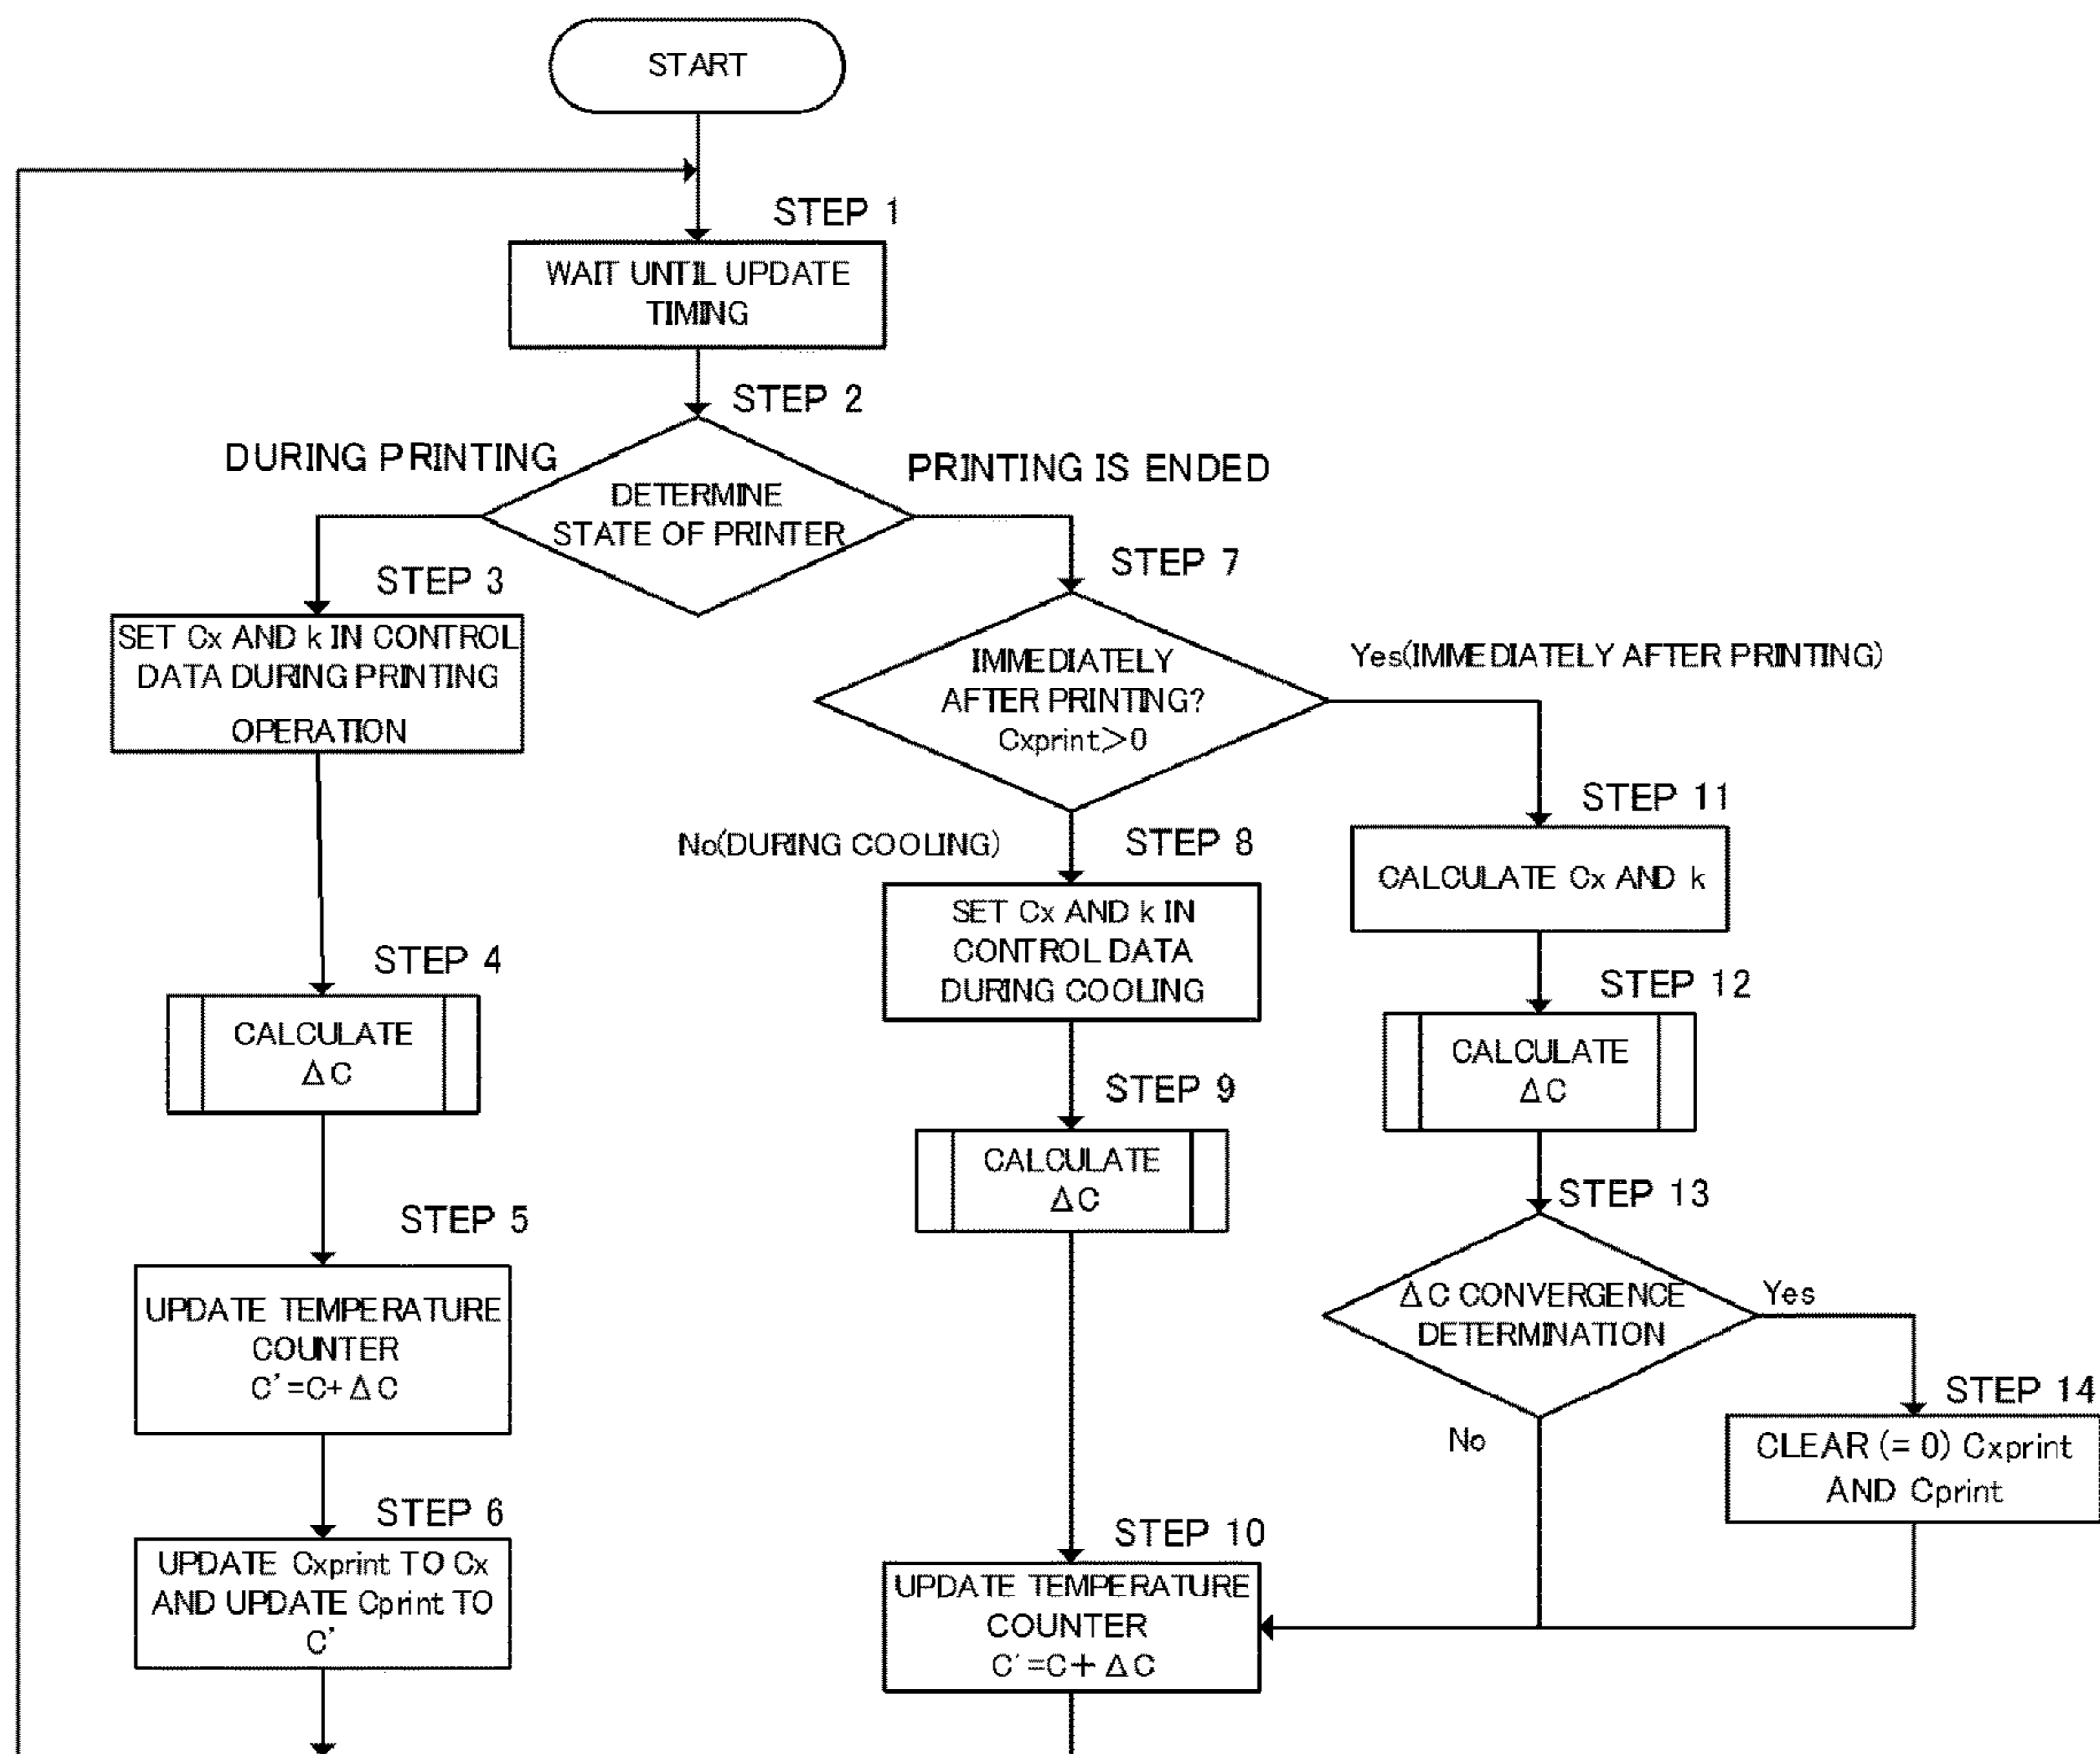 START
STEP 1
WAIT UNTIL UPDATE
TIMING
STEP 2
DURING PRINTING
PRINTING IS ENDED
DETERMINE
STATE OF PRINTER
STEP 3
SET Cx AND k IN CONTROL
DATA DURING PRINTING
OPERATION
STEP 7
IMMEDIATELY
AFTER PRINTING?
Cxprint>0
Yes(IMMEDIATELY AFTER PRINTING)
No(DURING COOLING)
STEP 8
SET Cx AND k IN
CONTROL DATA
DURING COOLING
STEP 11
CALCULATE Cx AND k
STEP 4
CALCULATE
ΔC
STEP 9
CALCULATE
ΔC
STEP 12
CALCULATE
ΔC
STEP 13
ΔC CONVERGENCE
DETERMINATION
Yes
No
STEP 14
CLEAR (= 0) Cxprint
AND Cprint
STEP 5
UPDATE TEMPERATURE
COUNTER
C'=C+ΔC
STEP 6
UPDATE Cxprint TO Cx
AND UPDATE Cprint TO
C'
STEP 10
UPDATE TEMPERATURE
COUNTER
C'=C+ΔC